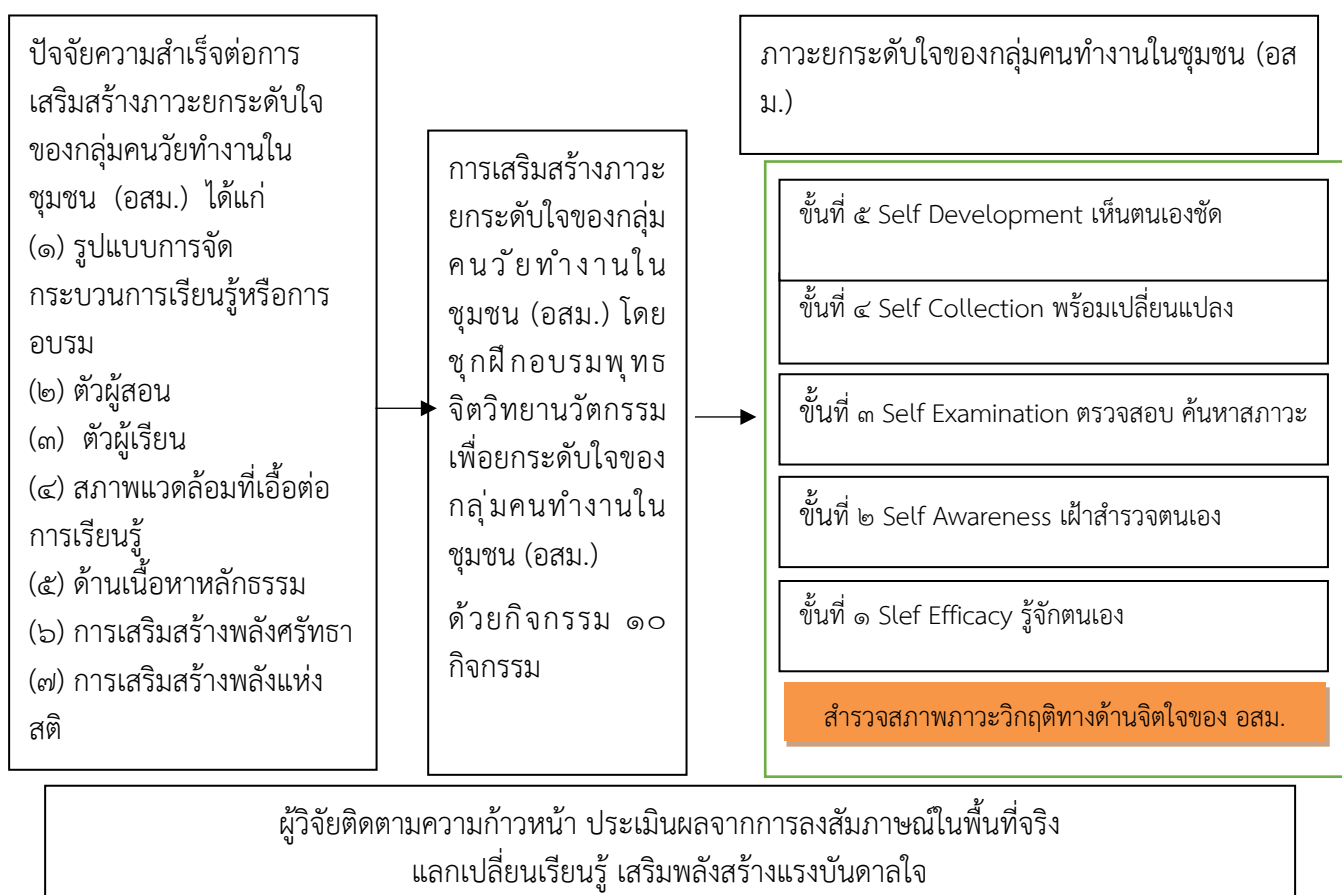 ปัจจัยความสำเร็จต่อการ
เสริมสร้างภาวะยกระดับใจ
ของกลุ่มคนวัยทำงานใน
ชุมชน (อสม.) ได้แก่
(๑) รูปแบบการจัด
กระบวนการเรียนรู้หรือการ
อบรม
(๒) ตัวผู้สอน
(๓) ตัวผู้เรียน
(๔) สภาพแวดล้อมที่เอื้อต่อ
การเรียนรู้
(๕) ด้านเนื้อหาหลักธรรม
(๖) การเสริมสร้างพลังศรัทธา
(๗) การเสริมสร้างพลังแห่ง
สติ
การเสริมสร้างภาวะ
ยกระดับใจของกลุ่ม
คนวัยทำงานใน
ชุมชน (อสม.) โดย
ชุกฝึกอบรมพุทธ
จิตวิทยานวัตกรรม
เพื่อยกระดับใจของ
กลุ่มคนทำงานใน
ชุมชน (อสม.)
ด้วยกิจกรรม ๑๐
กิจกรรม
ภาวะยกระดับใจของกลุ่มคนทำงานในชุมชน (อส
ม.)
ขั้นที่ ๕ Self Development เห็นตนเองชัด
ขั้นที่ ๔ Self Collection พร้อมเปลี่ยนแปลง
ขั้นที่ ๓ Self Examination ตรวจสอบ ค้นหาสภาวะ
ขั้นที่ ๒ Self Awareness เฝ้าสำรวจตนเอง
ขั้นที่ ๑ Slef Efficacy รู้จักตนเอง
สำรวจสภาพภาวะวิกฤติทางด้านจิตใจของ อสม.
ผู้วิจัยติดตามความก้าวหน้า ประเมินผลจากการลงสัมภาษณ์ในพื้นที่จริง
แลกเปลี่ยนเรียนรู้ เสริมพลังสร้างแรงบันดาลใจ